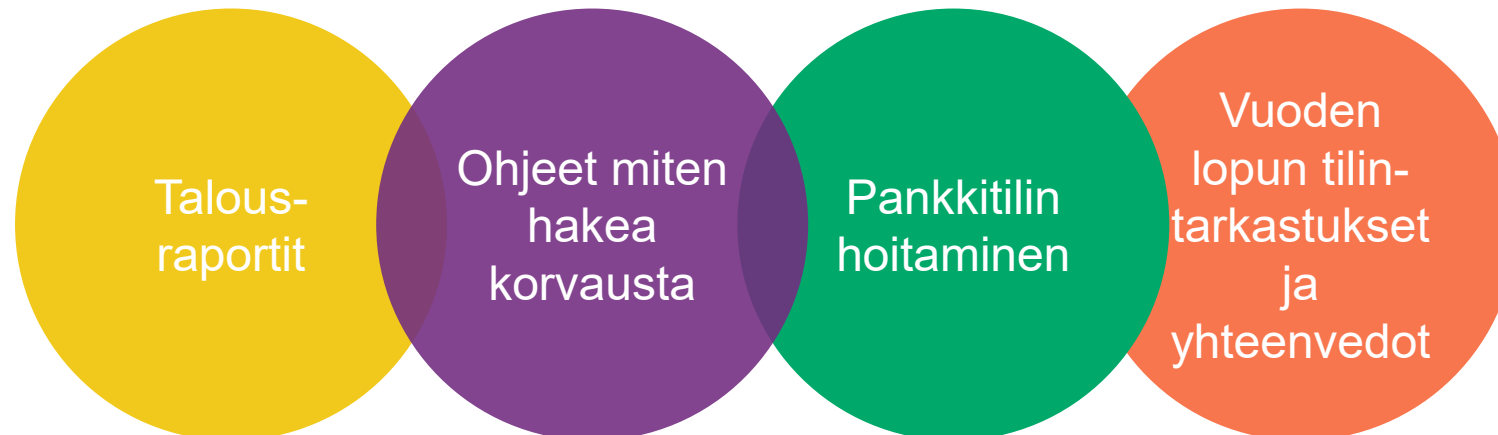 Talous-
raportit
Ohjeet miten
hakea
korvausta
Pankkitilin
hoitaminen
Vuoden
lopun tilin-
tarkastukset
ja
yhteenvedot